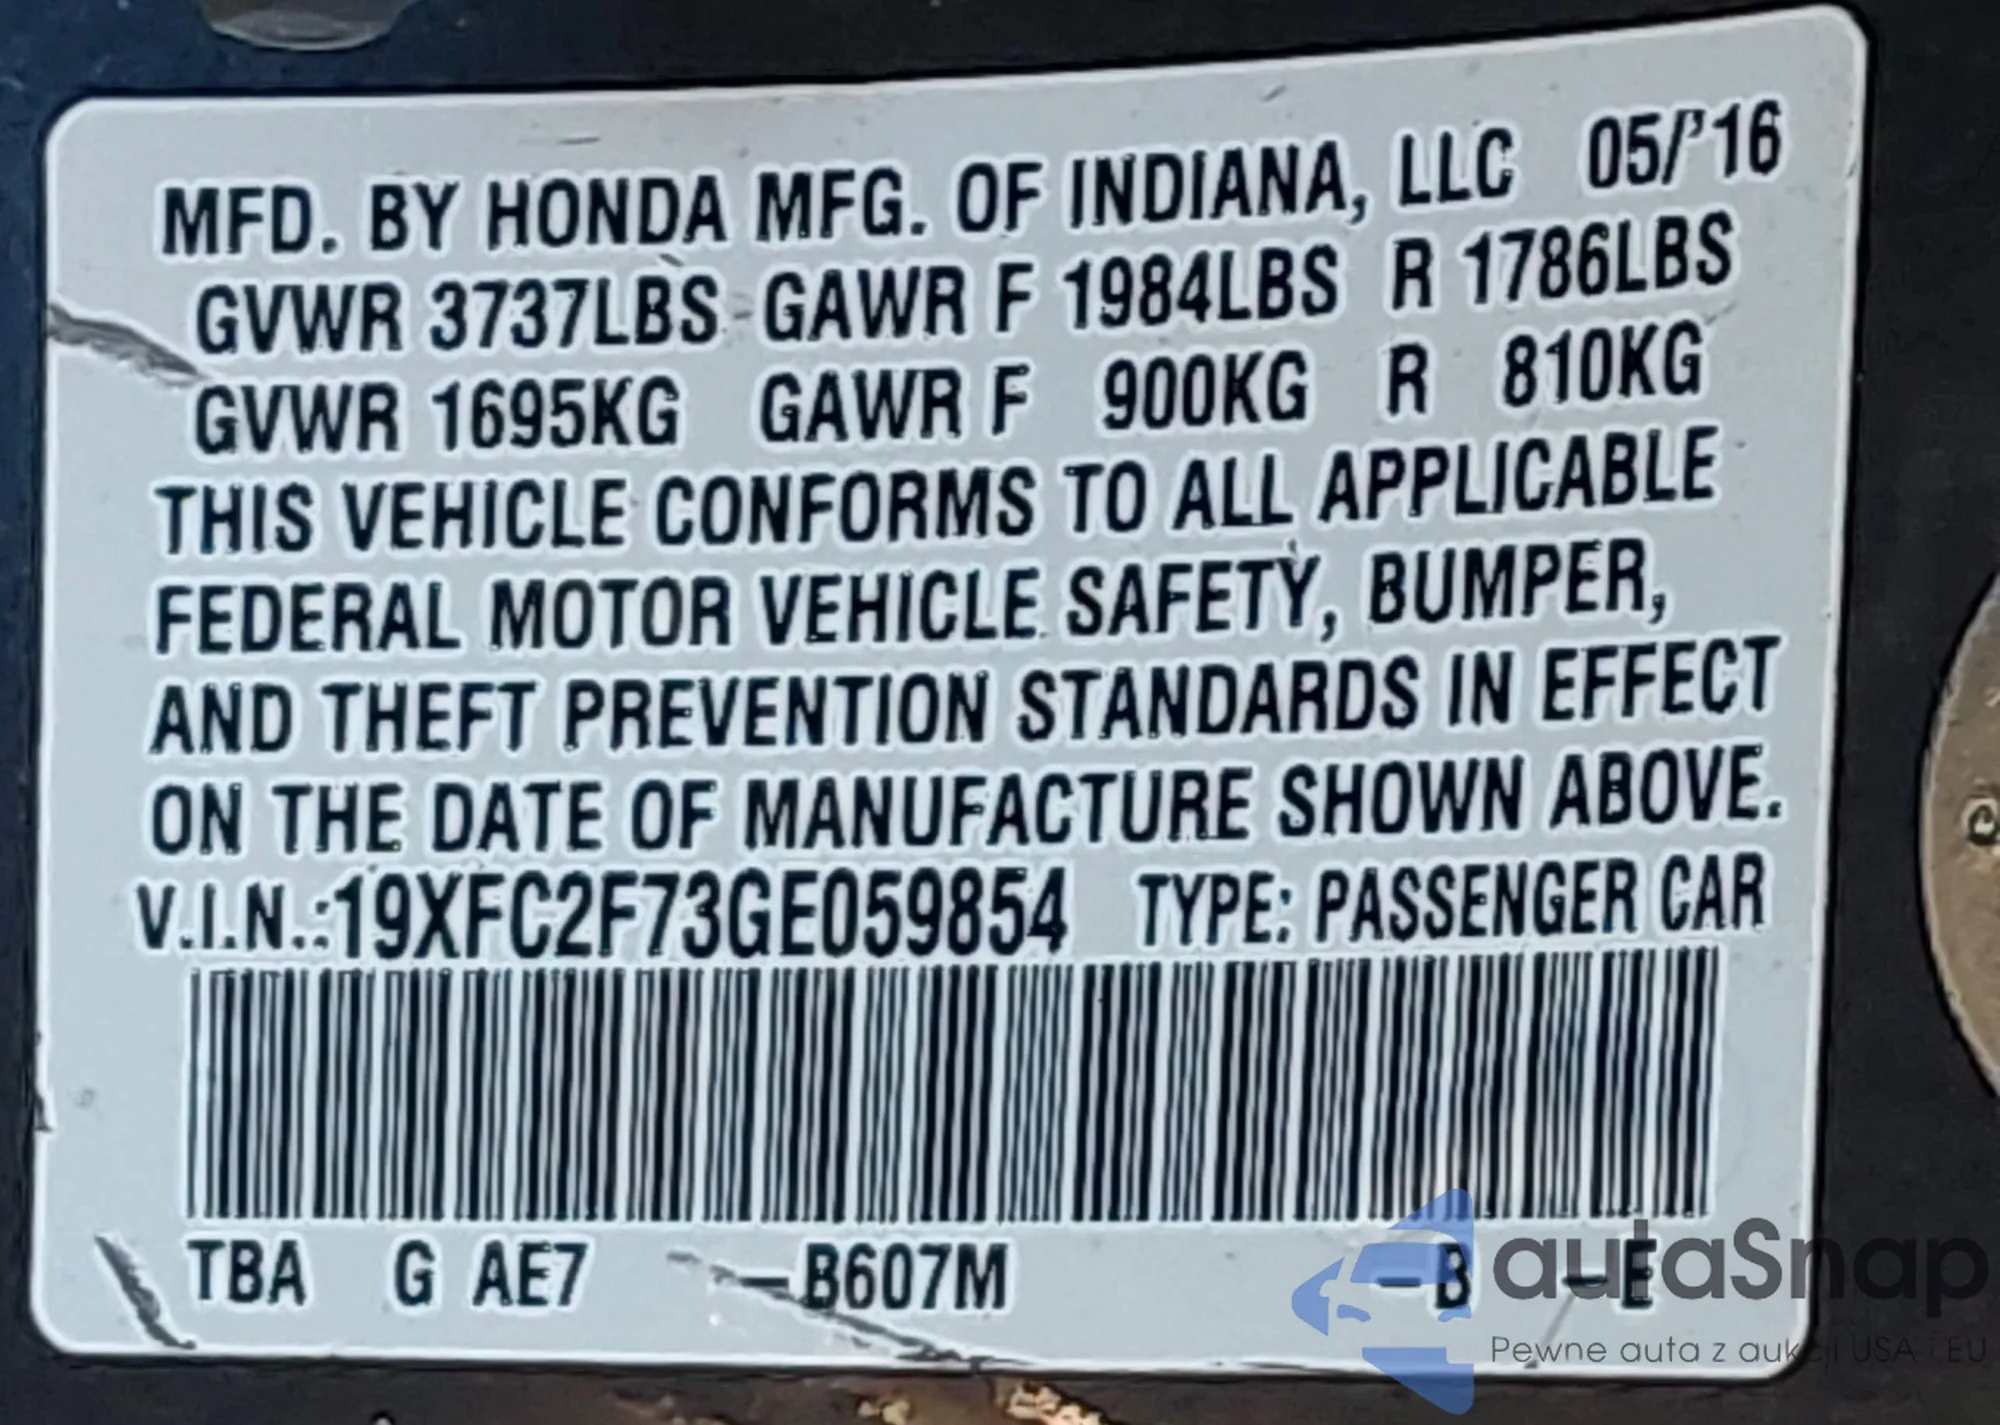 MFD. BY HONDA MFG. OF INDIANA, LLC 05/'16
GVWR 3737LBS GAWR F 1984LBS R 1786LBS
GVWR 1695KG GAWR F 900KG R 810KG
THIS VEHICLE CONFORMS TO ALL APPLICABLE
FEDERAL MOTOR VEHICLE SAFETY, BUMPER,
AND THEFT PREVENTION STANDARDS IN EFFECT
ON THE DATE OF MANUFACTURE SHOWN ABOVE.
V.I.N.:19XFC2F73GE059854 TYPE: PASSENGER CAR
TBA G AE7 -B607M -B -E
autaSnap
Pewne auta z aukcji USA i EU